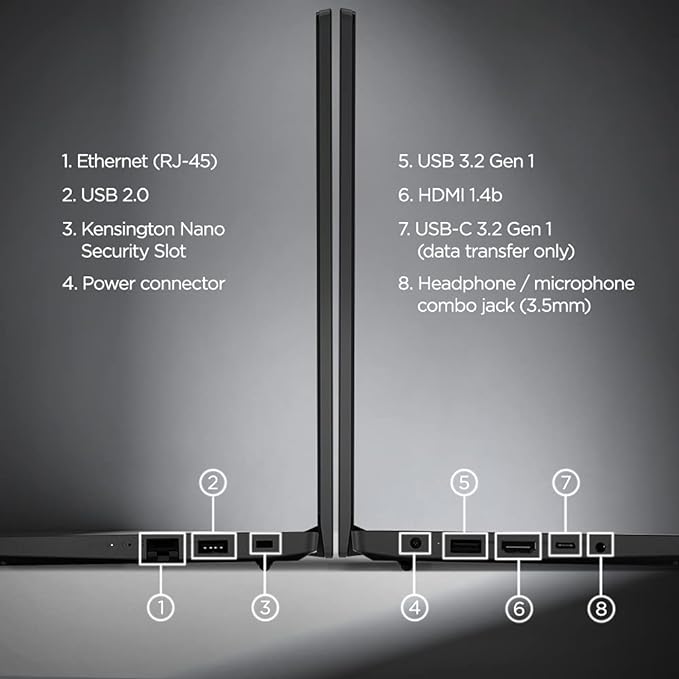 1. Ethernet (RJ-45)
2. USB 2.0
3. Kensington Nano
Security Slot
4. Power connector
5. USB 3.2 Gen 1
6. HDMI 1.4b
7. USB-C 3.2 Gen 1
(data transfer only)
8. Headphone / microphone
combo jack (3.5mm)
2
5
7
1
3
4
6
8